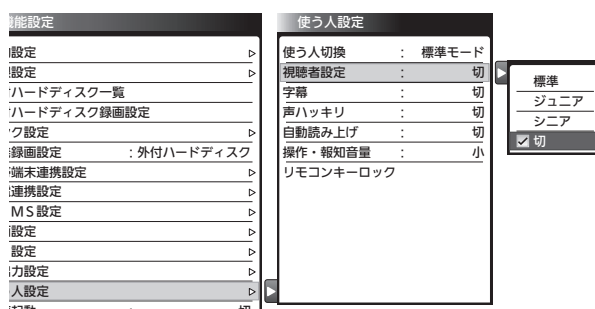 能設定
設定
設定
ハードディスク一覧
ハードディスク録画設定
ク設定
録画設定 : 外付ハードディスク
端末連携設定
連携設定
MS設定
設定
設定
力設定
人設定
使う人設定
使う人切換 : 標準モード
視聴者設定 : 切
字幕 : 切
声ハッキリ : 切
自動読み上げ : 切
操作・報知音量 : 小
リモコンキーロック
標準
ジュニア
シニア
切